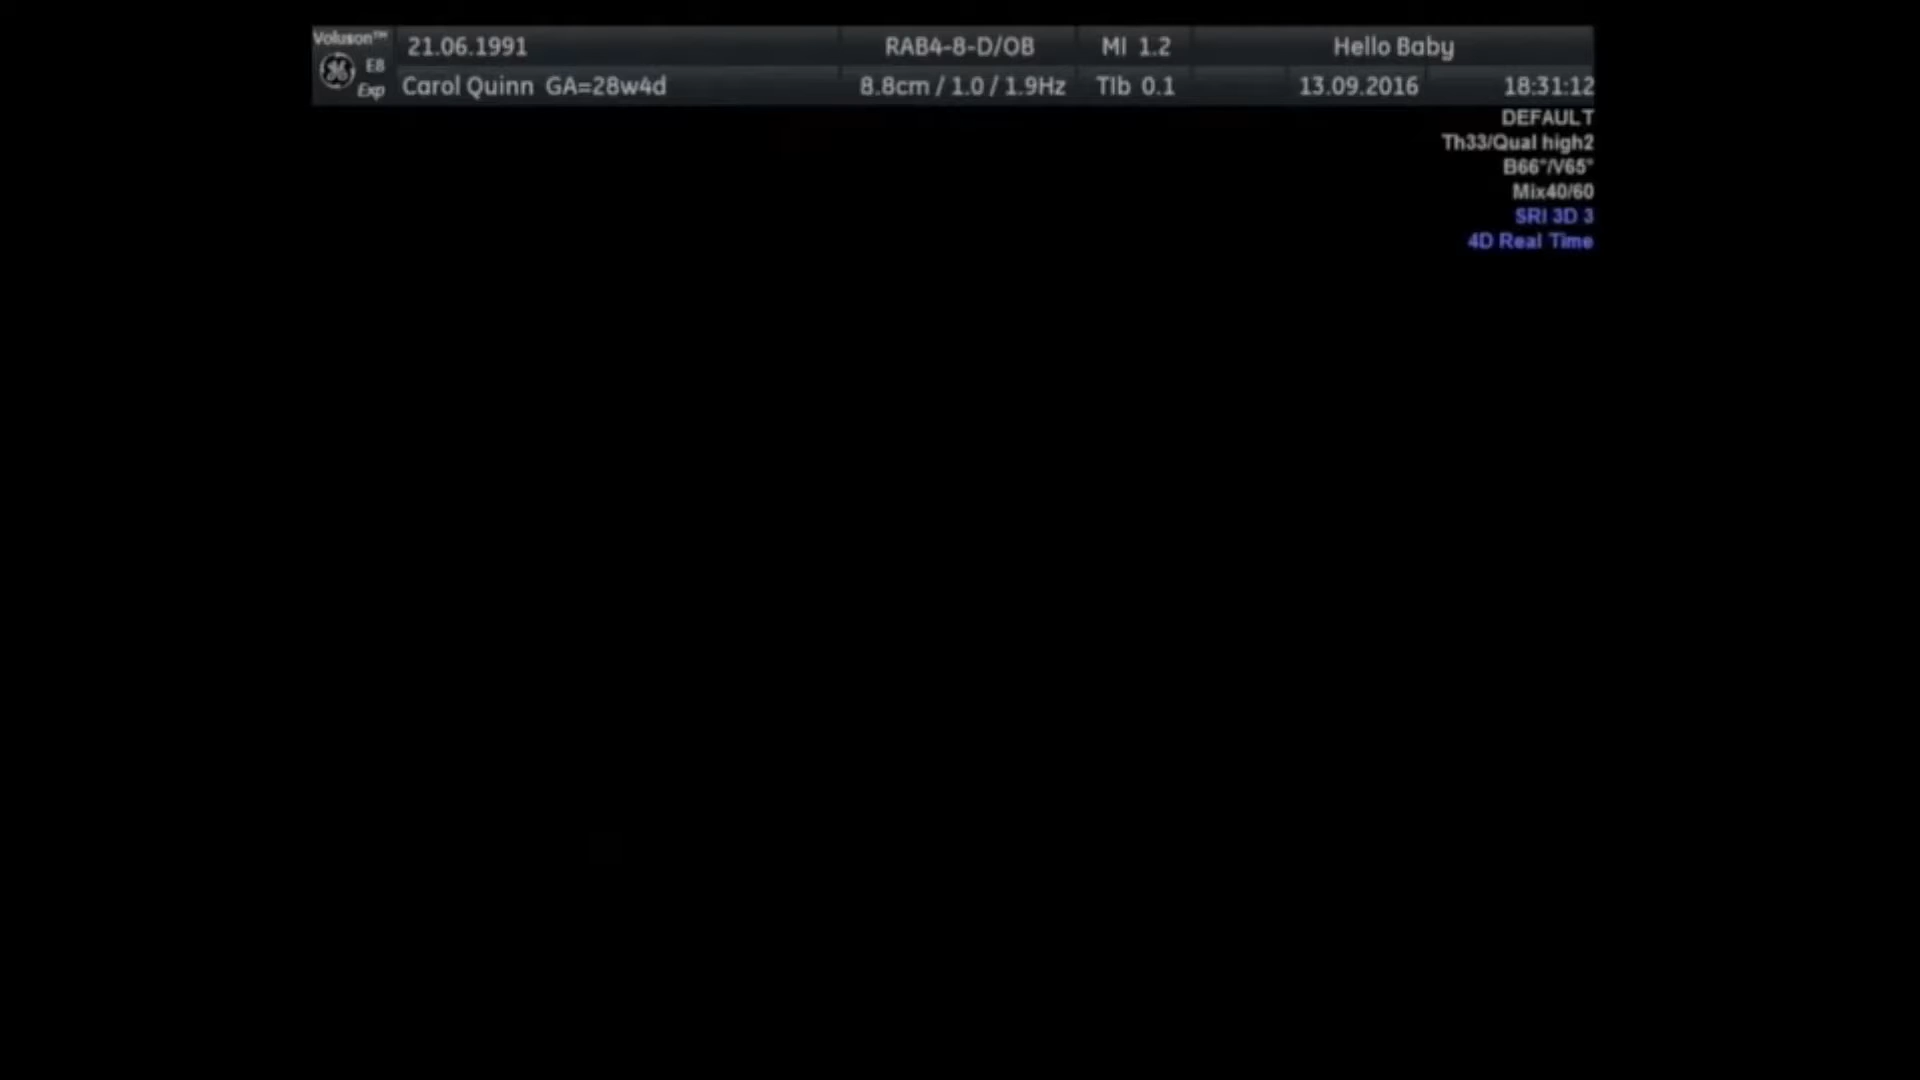 Voluson™
E8
Exp
21.06.1991 RAB4-8-D/OB MI 1.2 Hello Baby
Carol Quinn GA=28w4d 8.8cm / 1.0 / 1.9Hz TIb 0.1 13.09.2016 18:31:12
DEFAULT
Th33/Qual high2
B66°/V65°
Mix40/60
SRI 3D 3
4D Real Time